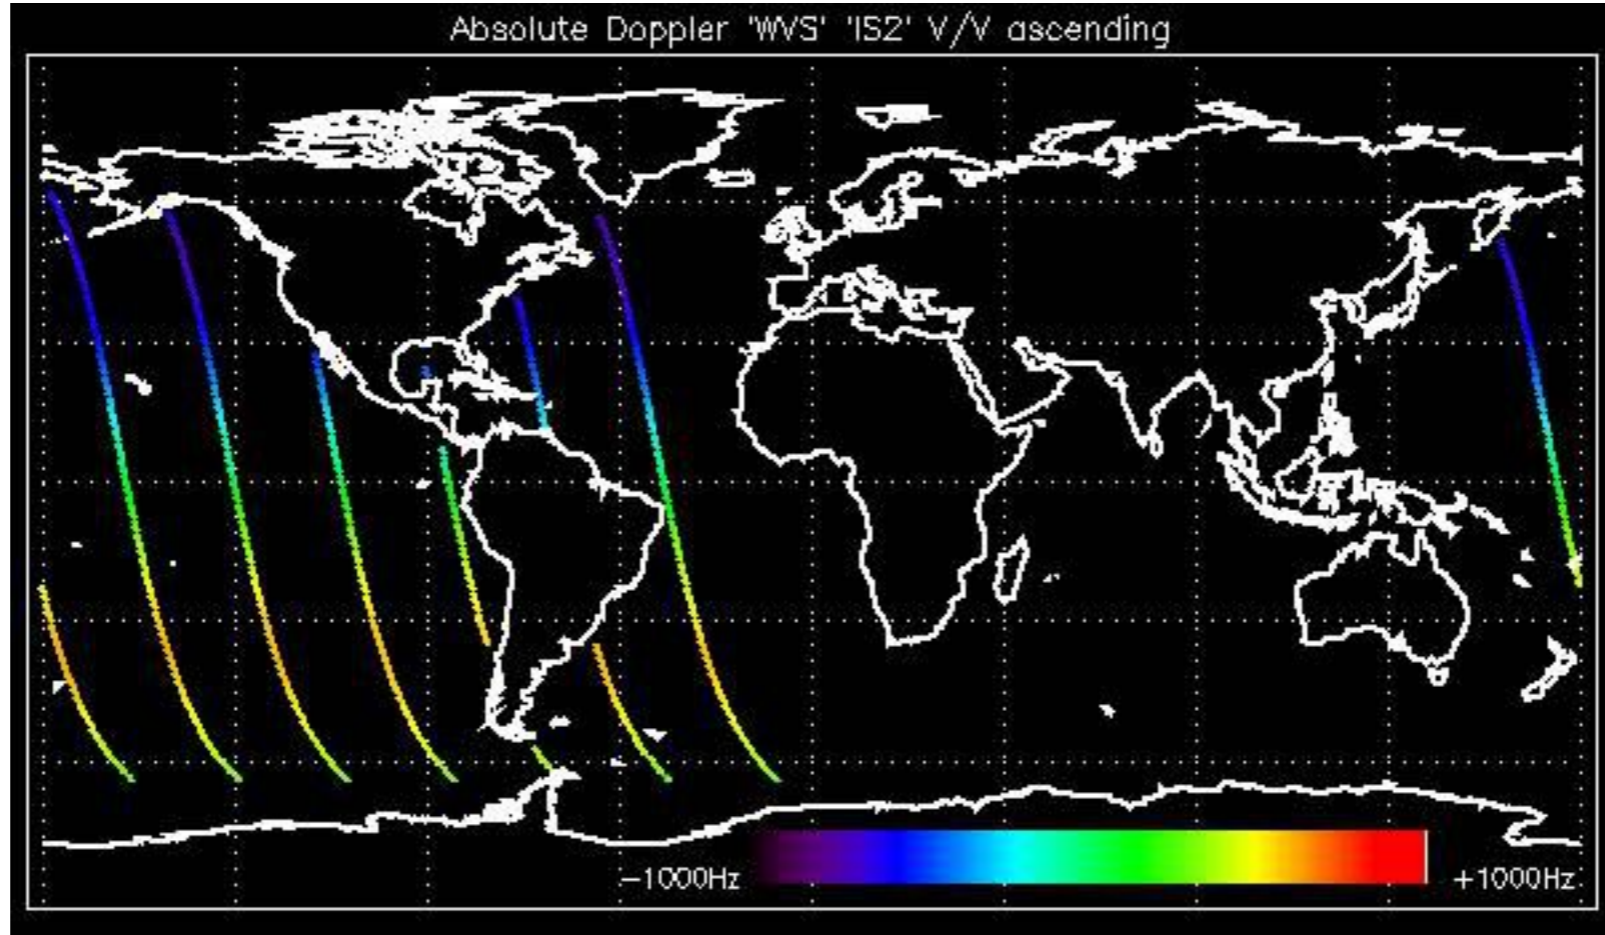 Absolute Doppler 'WVS' 'IS2' V/V ascending
-1000Hz +1000Hz